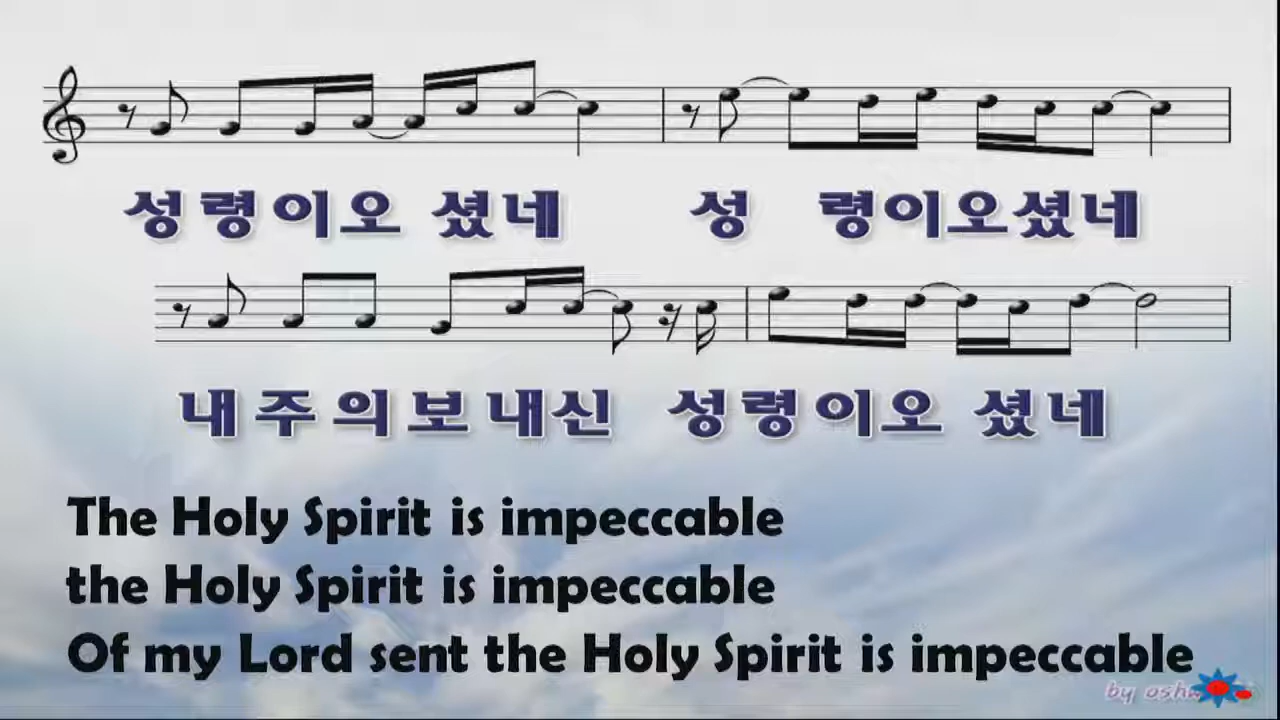 성령이오 셨네 성 령이오셨네
내주의보내신 성령이오 셨네
The Holy Spirit is impeccable
the Holy Spirit is impeccable
Of my Lord sent the Holy Spirit is impeccable
by